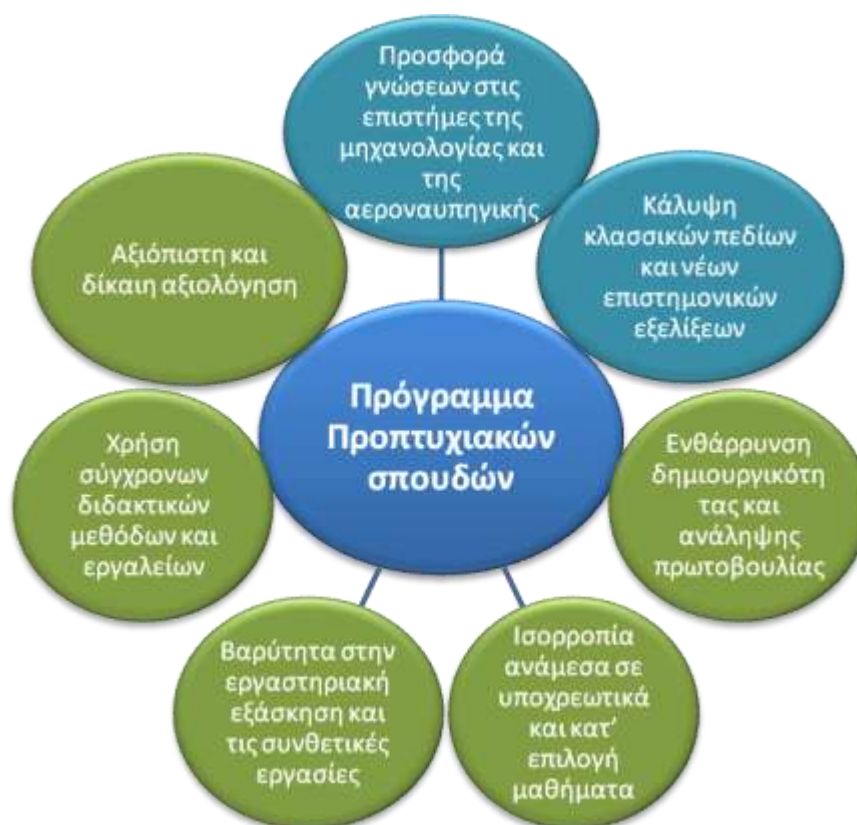 Προσφορά
γνώσεων στις
επιστήμες της
μηχανολογίας και
της
αεροναυπηγικής
Κάλυψη
κλασσικών πεδίων
και νέων
επιστημονικών
εξελίξεων
Ενθάρρυνση
δημιουργικότη
τας και
ανάληψης
πρωτοβουλίας
Ισορροπία
ανάμεσα σε
υποχρεωτικά
και κατ’
επιλογή
μαθήματα
Βαρύτητα στην
εργαστηριακή
εξάσκηση και
τις συνθετικές
εργασίες
Χρήση
σύγχρονων
διδακτικών
μεθόδων και
εργαλείων
Αξιόπιστη και
δίκαιη αξιολόγηση
Πρόγραμμα
Προπτυχιακών
σπουδών